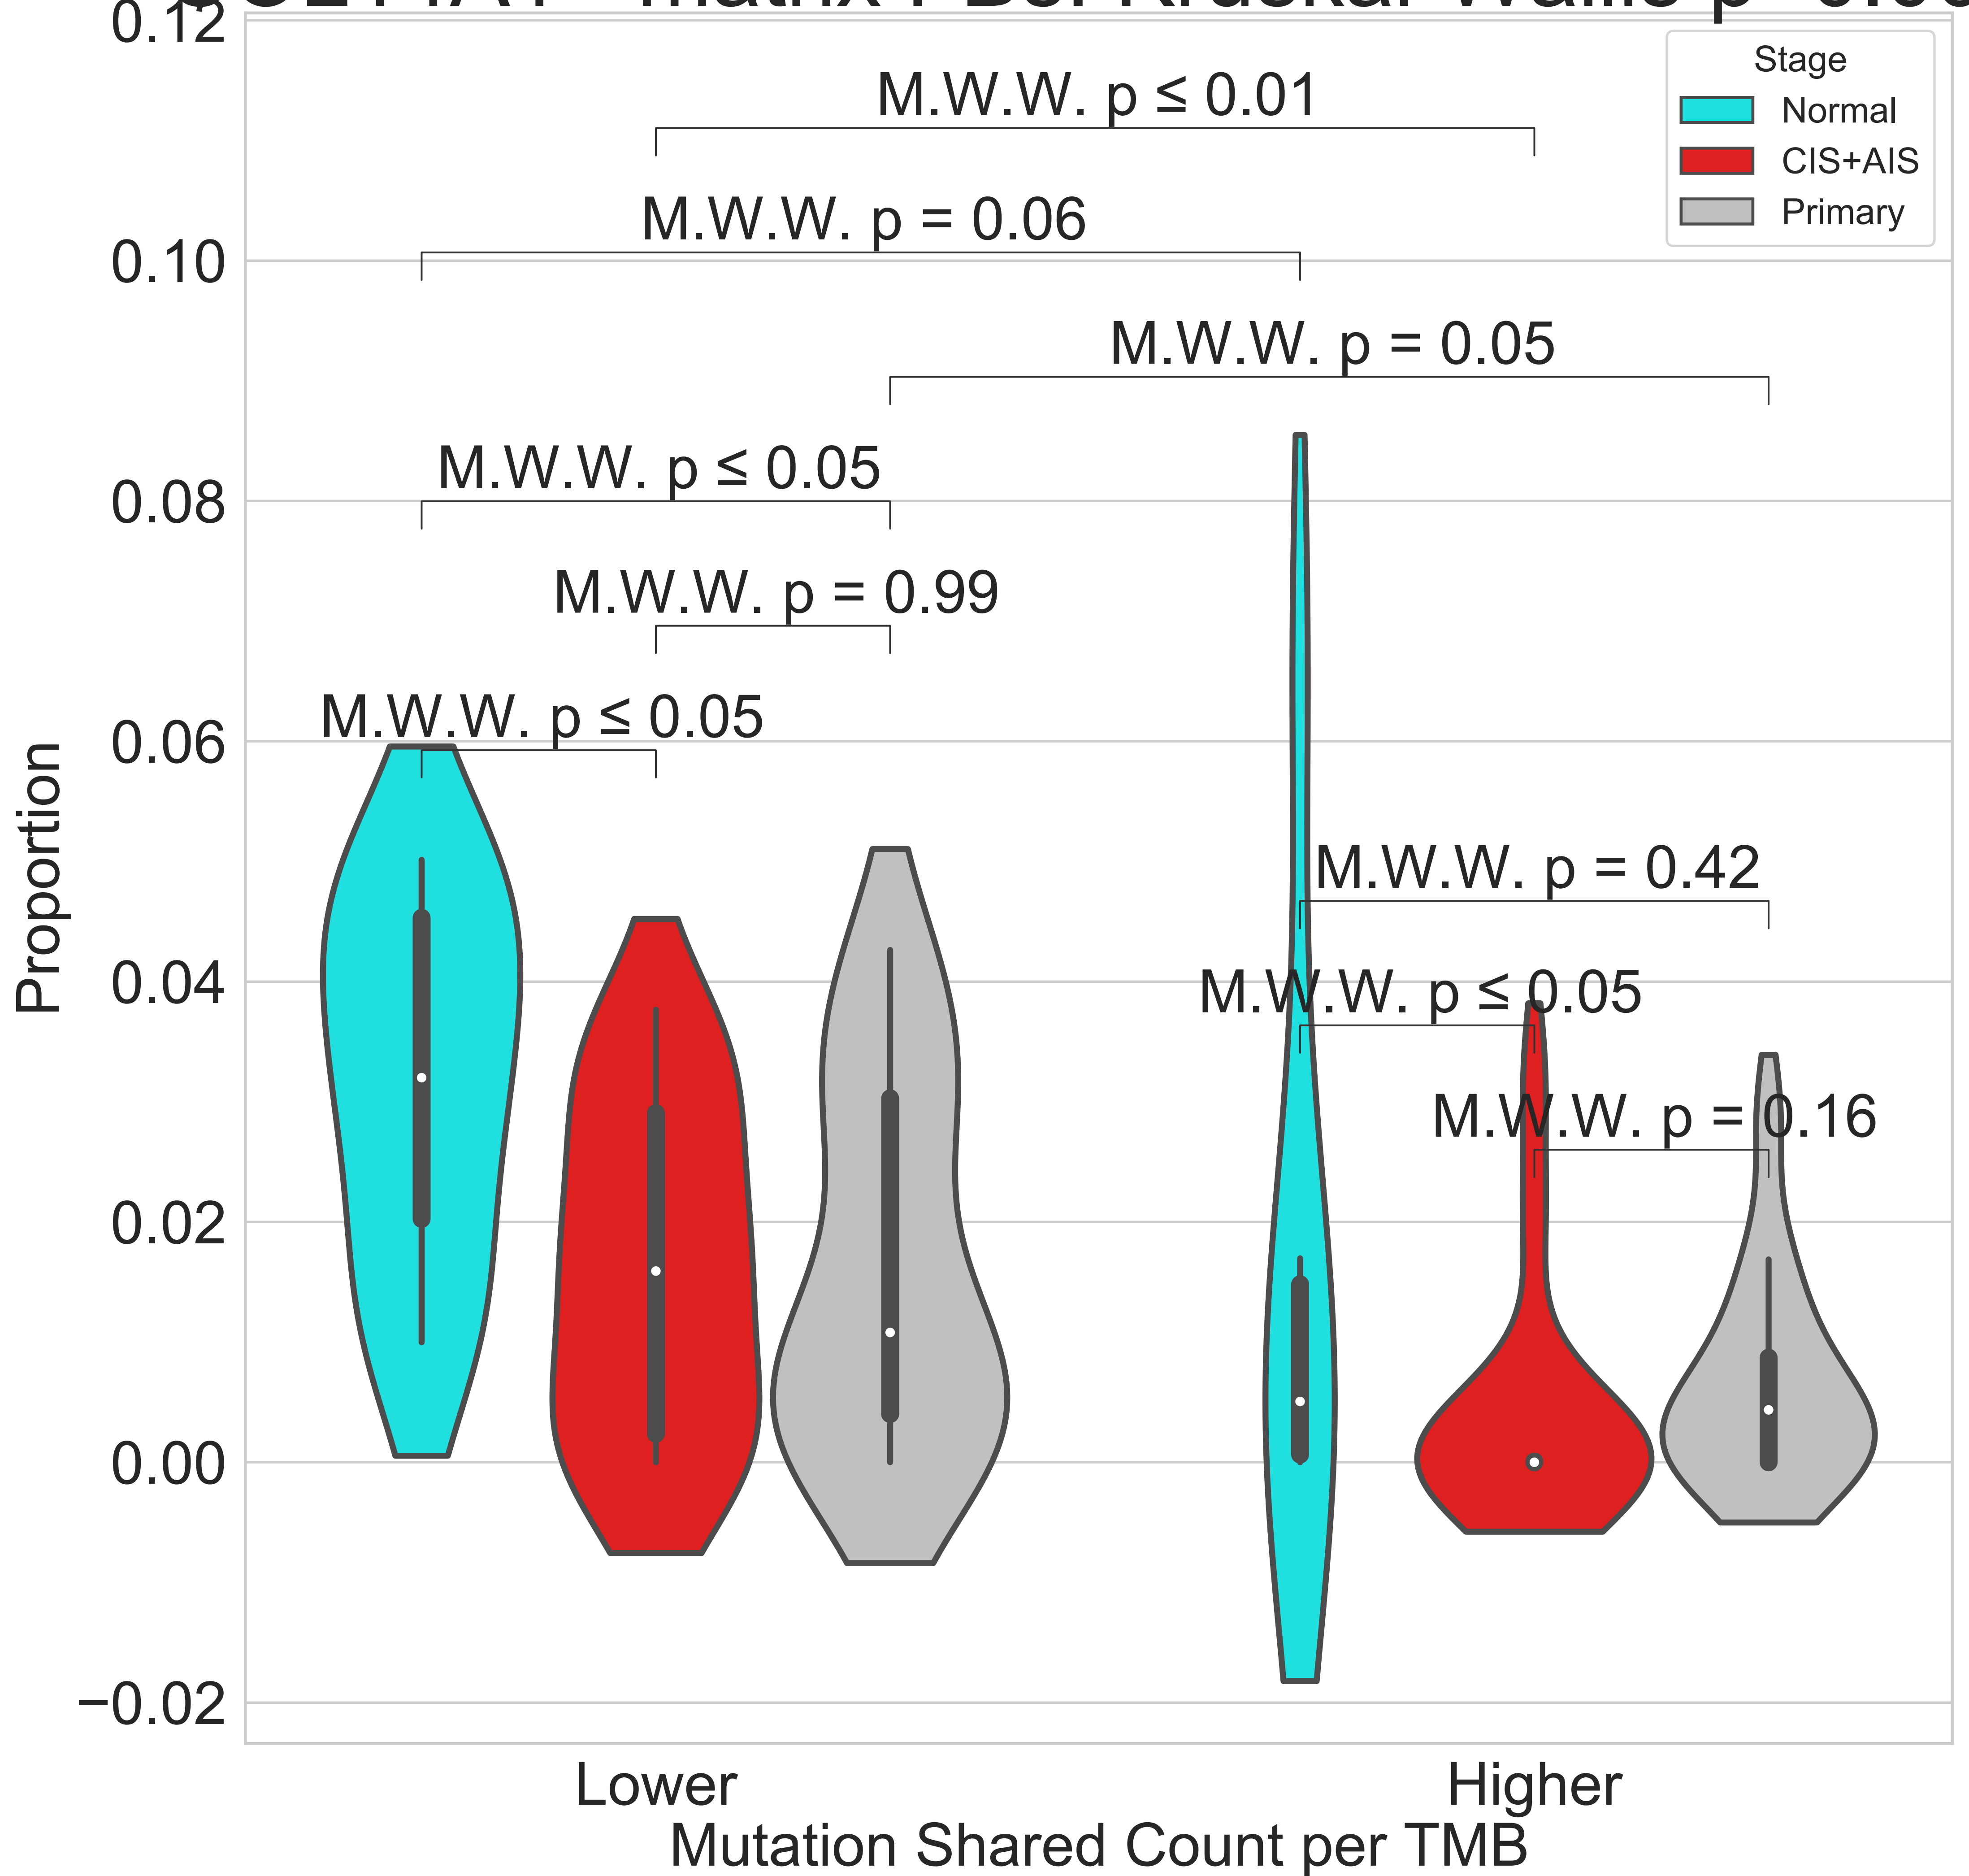 0.12
0.10
0.08
0.06
0.04
0.02
0.00
−0.02
Proportion
Stage
Normal
CIS+AIS
Primary
M.W.W. p ≤ 0.01
M.W.W. p = 0.06
M.W.W. p = 0.05
M.W.W. p ≤ 0.05
M.W.W. p = 0.99
M.W.W. p ≤ 0.05
M.W.W. p = 0.42
M.W.W. p ≤ 0.05
M.W.W. p = 0.16
Lower
Higher
Mutation Shared Count per TMB